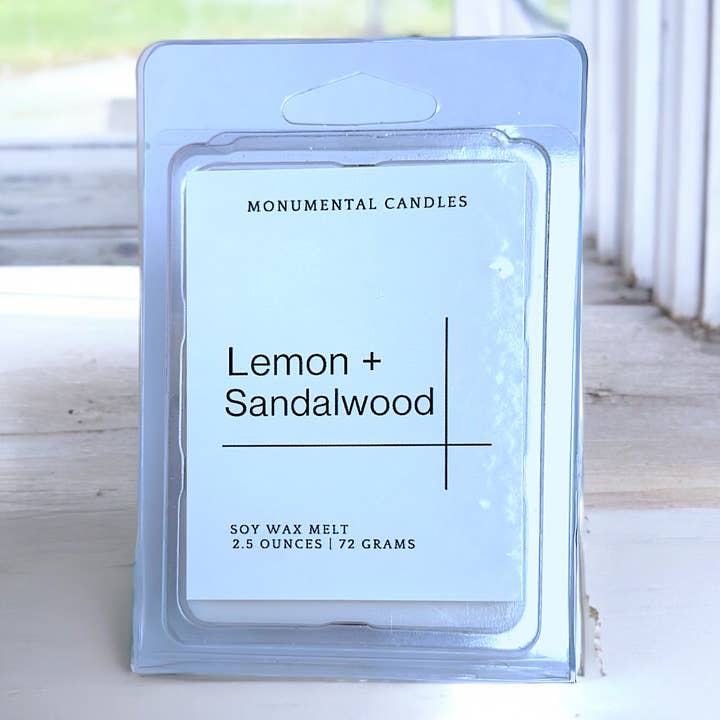 MONUMENTAL CANDLES
Lemon +
Sandalwood
SOY WAX MELT
2.5 OUNCES | 72 GRAMS